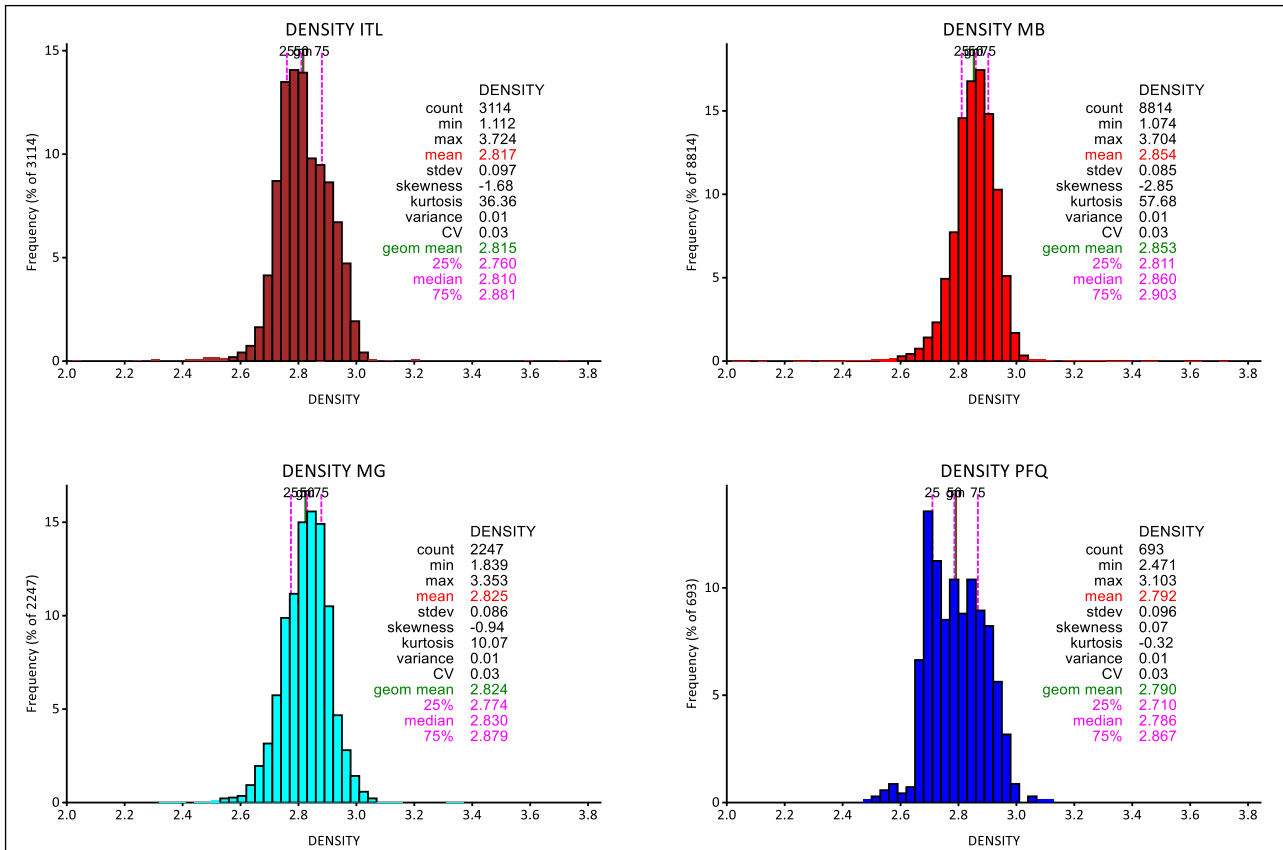 DENSITY ITL
25 50 gm 75
15
10
5
0
Frequency (% of 3114)
2.0 2.2 2.4 2.6 2.8 3.0 3.2 3.4 3.6 3.8
DENSITY
DENSITY
count 3114
min 1.112
max 3.724
mean 2.817
stdev 0.097
skewness -1.68
kurtosis 36.36
variance 0.01
CV 0.03
geom mean 2.815
25% 2.760
median 2.810
75% 2.881
DENSITY MB
25 gm 50 75
15
10
5
0
Frequency (% of 8814)
2.0 2.2 2.4 2.6 2.8 3.0 3.2 3.4 3.6 3.8
DENSITY
DENSITY
count 8814
min 1.074
max 3.704
mean 2.854
stdev 0.085
skewness -2.85
kurtosis 57.68
variance 0.01
CV 0.03
geom mean 2.853
25% 2.811
median 2.860
75% 2.903
DENSITY MG
25 gm 50 75
15
10
5
0
Frequency (% of 2247)
2.0 2.2 2.4 2.6 2.8 3.0 3.2 3.4 3.6 3.8
DENSITY
DENSITY
count 2247
min 1.839
max 3.353
mean 2.825
stdev 0.086
skewness -0.94
kurtosis 10.07
variance 0.01
CV 0.03
geom mean 2.824
25% 2.774
median 2.830
75% 2.879
DENSITY PFQ
25 50 gm 75
10
5
0
Frequency (% of 693)
2.0 2.2 2.4 2.6 2.8 3.0 3.2 3.4 3.6 3.8
DENSITY
DENSITY
count 693
min 2.471
max 3.103
mean 2.792
stdev 0.096
skewness 0.07
kurtosis -0.32
variance 0.01
CV 0.03
geom mean 2.790
25% 2.710
median 2.786
75% 2.867